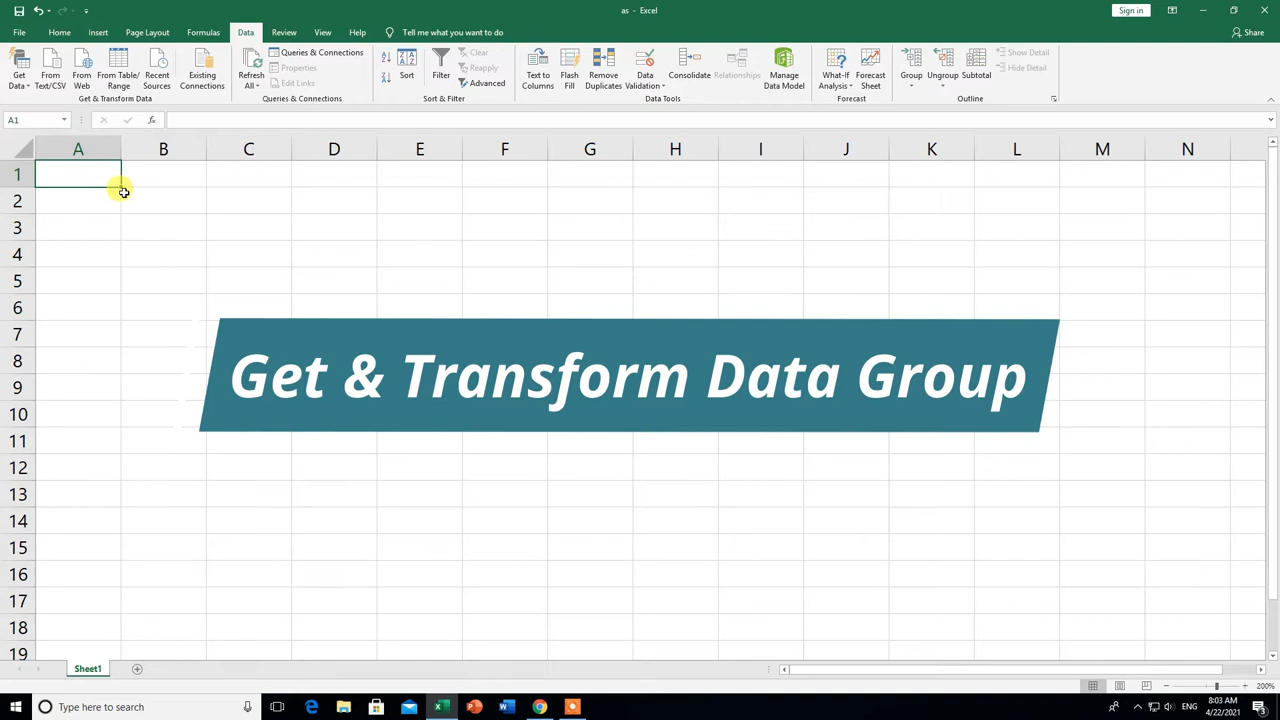 as - Excel
Sign in
File Home Insert Page Layout Formulas Data Review View Help Tell me what you want to do Share
Get Data
From Text/CSV
From Web
From Table/ Range
Recent Sources
Existing Connections
Get & Transform Data
Refresh All
Queries & Connections
Properties
Edit Links
Queries & Connections
Sort
Filter
Clear
Reapply
Advanced
Sort & Filter
Text to Columns
Flash Fill
Remove Duplicates
Data Validation
Consolidate
Relationships
Manage Data Model
Data Tools
What-If Analysis
Forecast Sheet
Forecast
Group
Ungroup
Subtotal
Show Detail
Hide Detail
Outline
A1 fx
A B C D E F G H I J K L M N
1
2
3
4
5
6
7
8
9
10
11
12
13
14
15
16
17
18
19
Get & Transform Data Group
Sheet1
200%
Type here to search
ENG
8:03 AM
4/22/2021